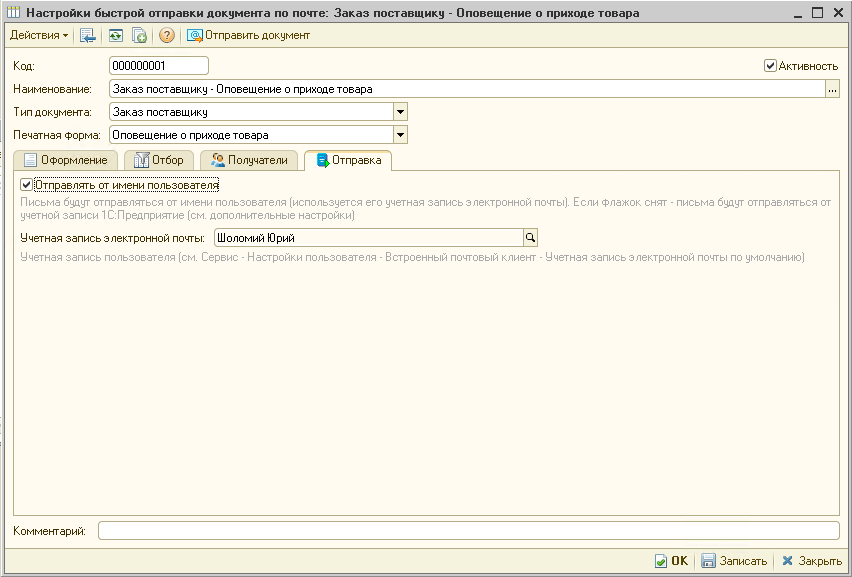 Настройки быстрой отправки документа по почте: Заказ поставщику - Оповещение о приходе товара
Действия Отправить документ
Код: 000000001 Активность
Наименование: Заказ поставщику - Оповещение о приходе товара ...
Тип документа: Заказ поставщику
Печатная форма: Оповещение о приходе товара
Оформление Отбор Получатели Отправка
Отправлять от имени пользователя
Письма будут отправляться от имени пользователя (используется его учетная запись электронной почты). Если флажок снят - письма будут отправляться от
учетной записи 1С:Предприятие (см. дополнительные настройки)
Учетная запись электронной почты: Шоломий Юрий
Учетная запись пользователя (см. Сервис - Настройки пользователя - Встроенный почтовый клиент - Учетная запись электронной почты по умолчанию)
Комментарий:
OK Записать Закрыть